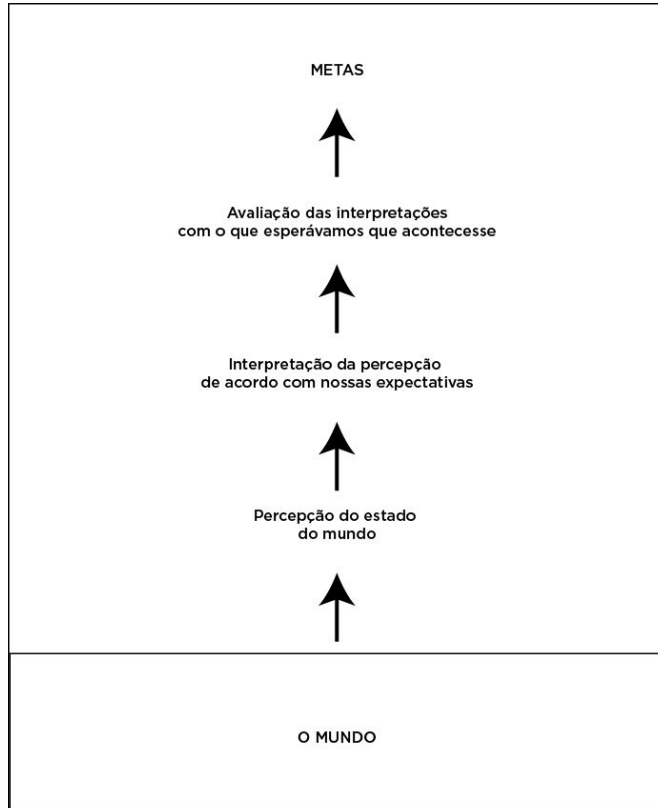 METAS
Avaliação das interpretações
com o que esperávamos que acontecesse
Interpretação da percepção
de acordo com nossas expectativas
Percepção do estado
do mundo
O MUNDO